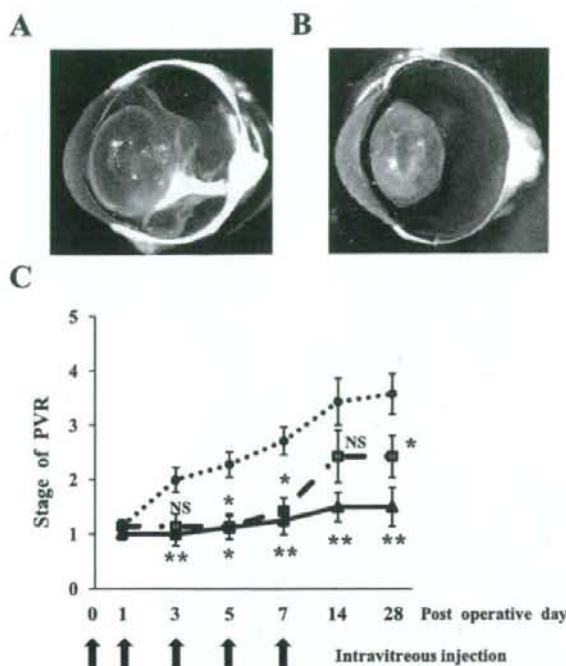 A
B
C
5
4
3
2
1
0
Stage of PVR
NS
*
*
NS
*
**
*
**
**
**
0 1 3 5 7 14 28 Post operative day
Intravitreous injection